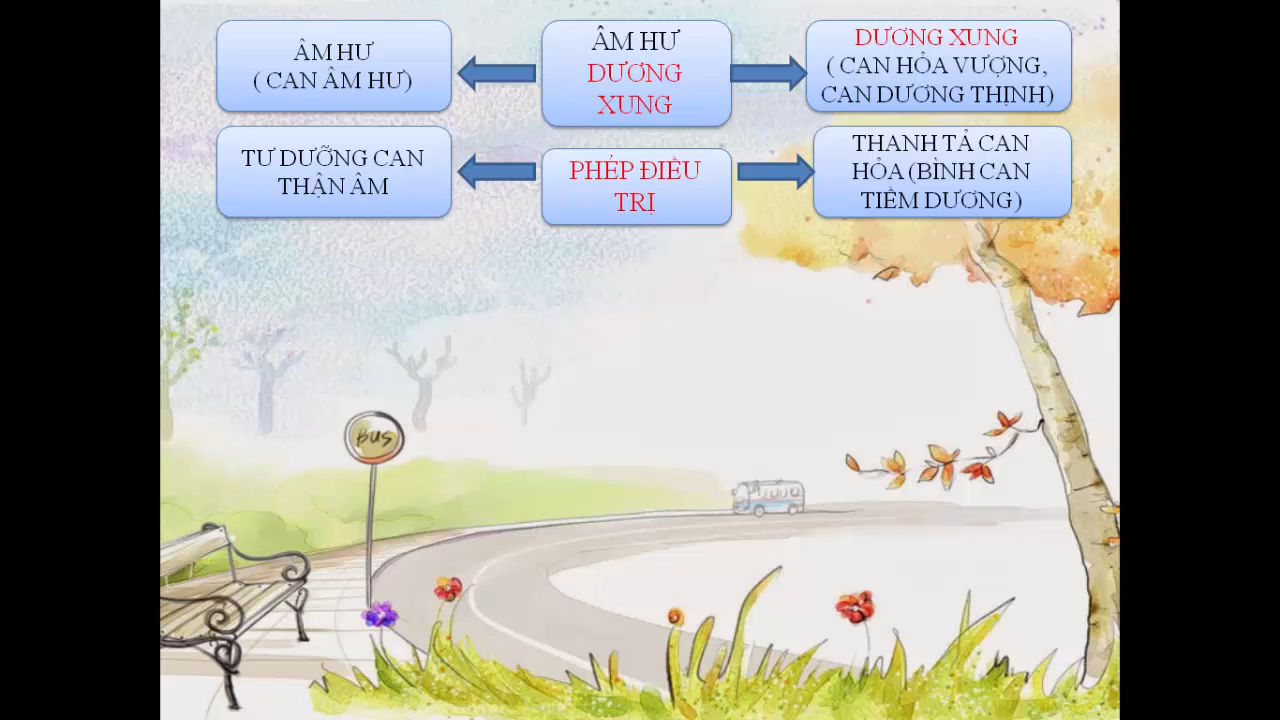 ÂM HƯ
( CAN ÂM HƯ)
ÂM HƯ
DƯƠNG
XUNG
DƯƠNG XUNG
( CAN HỎA VƯỢNG,
CAN DƯƠNG THỊNH)
TƯ DƯỠNG CAN
THẬN ÂM
PHÉP ĐIỀU
TRỊ
THANH TẢ CAN
HỎA (BÌNH CAN
TIỀM DƯƠNG)
BUS